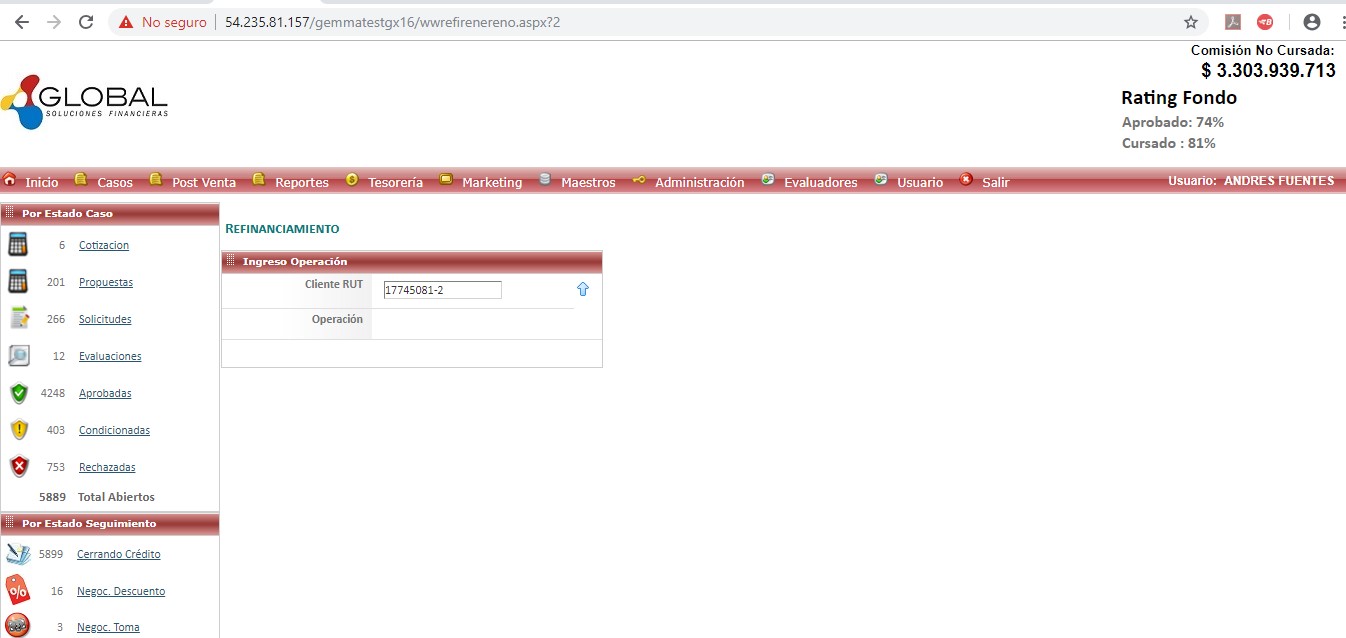 No seguro
54.235.81.157/gemmatestgx16/wwrefirenereno.aspx?2
Comisión No Cursada:
$ 3.303.939.713
GLOBAL
SOLUCIONES FINANCIERAS
Rating Fondo
Aprobado: 74%
Cursado : 81%
Inicio Casos Post Venta Reportes Tesorería Marketing Maestros Administración Evaluadores Usuario Salir Usuario: ANDRES FUENTES
Por Estado Caso
6 Cotizacion
201 Propuestas
266 Solicitudes
12 Evaluaciones
4248 Aprobadas
403 Condicionadas
753 Rechazadas
5889 Total Abiertos
Por Estado Seguimiento
5899 Cerrando Crédito
16 Negoc. Descuento
3 Negoc. Toma
REFINANCIAMIENTO
Ingreso Operación
Cliente RUT 17745081-2
Operación